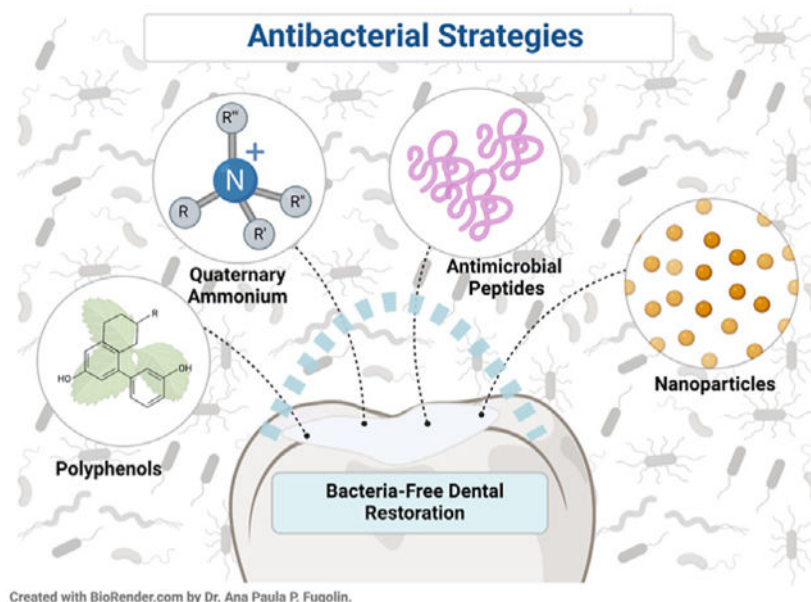 Antibacterial Strategies
R'''
+
N
R
R''
R'
Quaternary
Ammonium
Antimicrobial
Peptides
Nanoparticles
R
HO
OH
Polyphenols
Bacteria-Free Dental
Restoration
Created with BioRender.com by Dr. Ana Paula P. Fugolin.